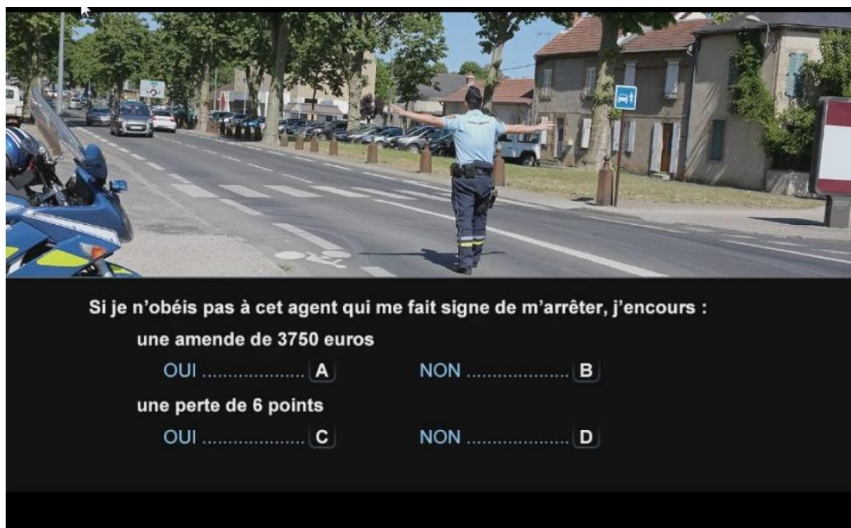 Si je n'obéis pas à cet agent qui me fait signe de m'arrêter, j'encours :
une amende de 3750 euros
OUI .................... A NON .................... B
une perte de 6 points
OUI .................... C NON .................... D